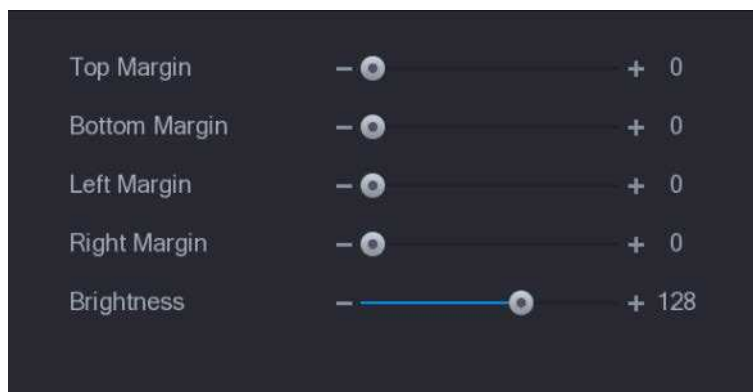 Top Margin − + 0
Bottom Margin − + 0
Left Margin − + 0
Right Margin − + 0
Brightness − + 128